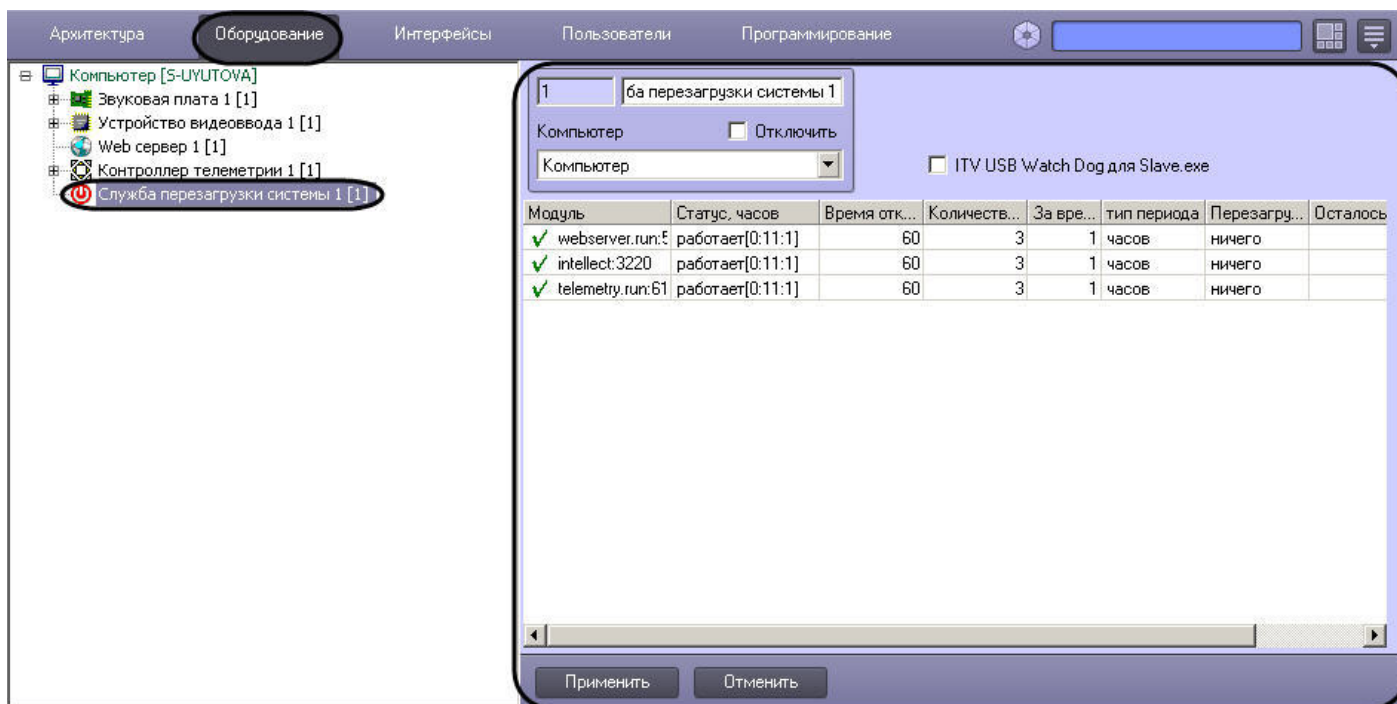 Архитектура Оборудование Интерфейсы Пользователи Программирование
Компьютер [S-UYUTOVA]
Звуковая плата 1 [1]
Устройство видеоввода 1 [1]
Web сервер 1 [1]
Контроллер телеметрии 1 [1]
Служба перезагрузки системы 1 [1]
1 ба перезагрузки системы 1
Компьютер Отключить
Компьютер ITV USB Watch Dog для Slave.exe
Модуль Статус, часов Время отк... Количеств... За вре... тип периода Перезагру... Осталось
webserver.run:5 работает[0:11:1] 60 3 1 часов ничего
intellect:3220 работает[0:11:1] 60 3 1 часов ничего
telemetry.run:61 работает[0:11:1] 60 3 1 часов ничего
Применить Отменить